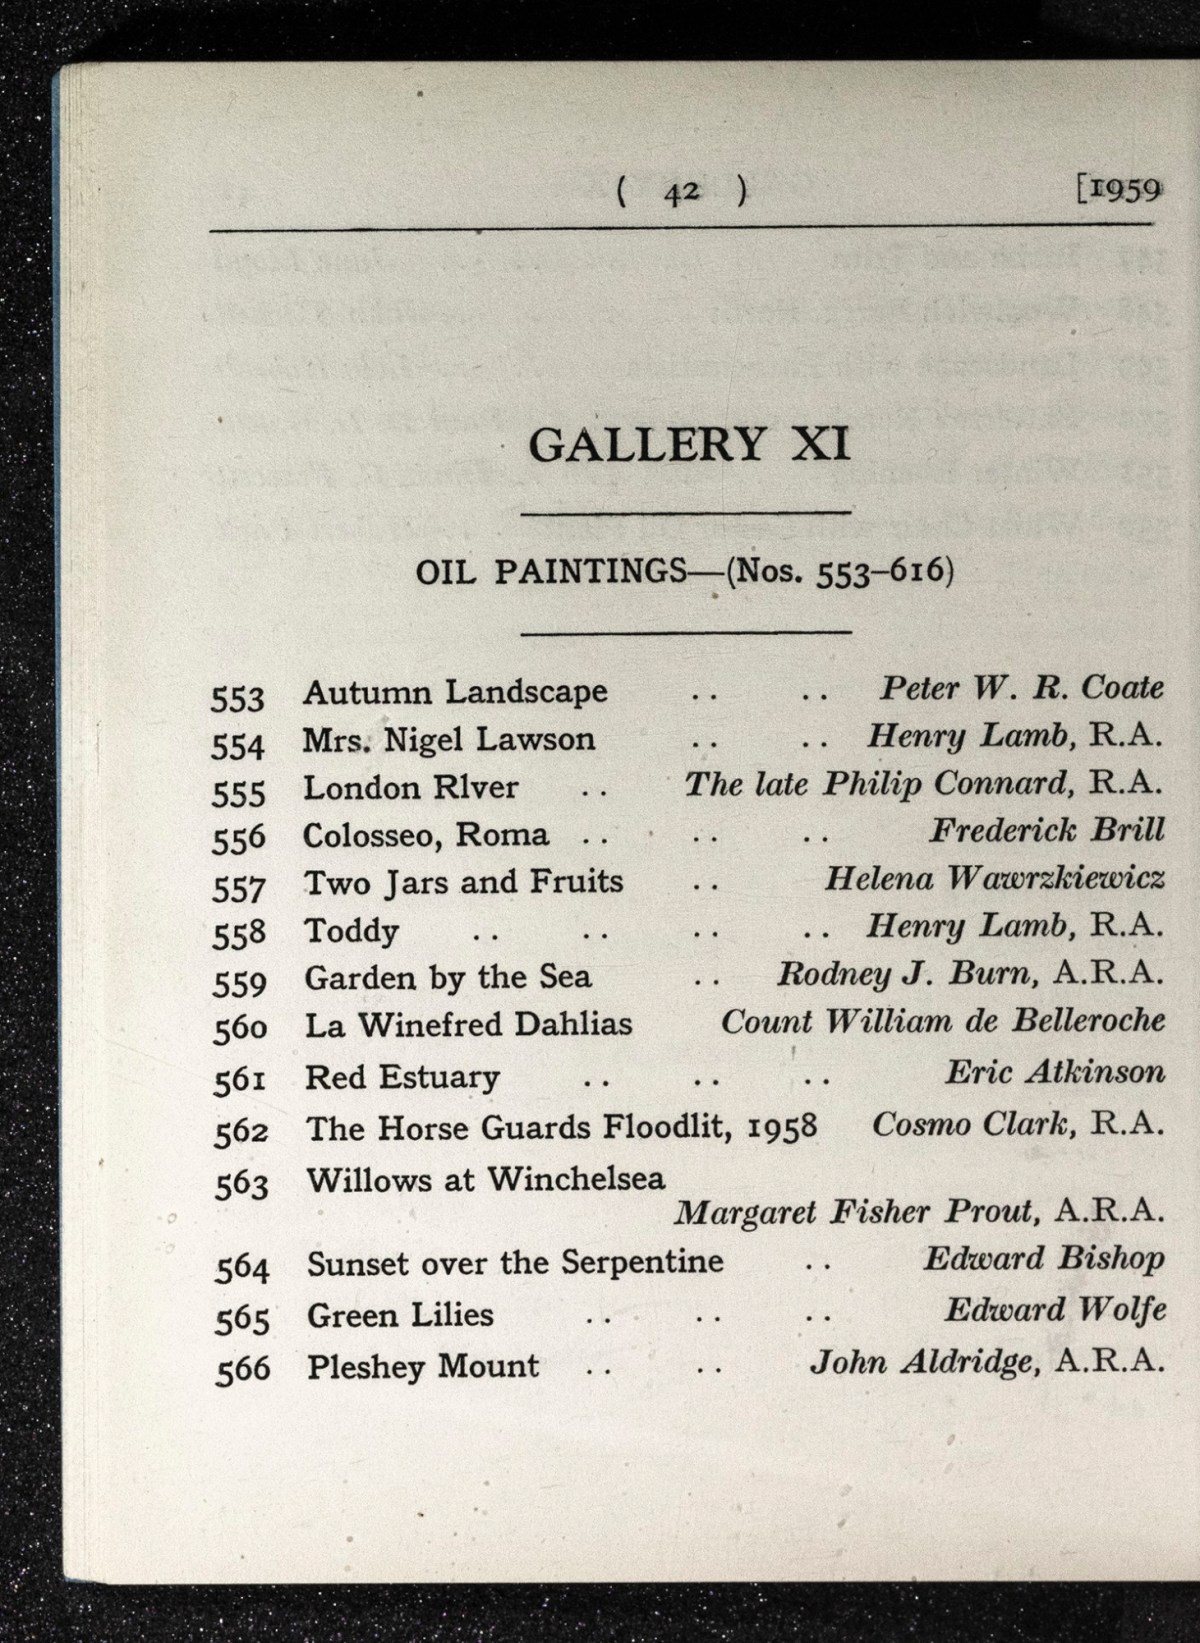 ( 42 ) [1959
GALLERY XI
OIL PAINTINGS—(Nos. 553–616)
553 Autumn Landscape .. .. Peter W. R. Coate
554 Mrs. Nigel Lawson .. .. Henry Lamb, R.A.
555 London Rlver .. The late Philip Connard, R.A.
556 Colosseo, Roma .. .. .. Frederick Brill
557 Two Jars and Fruits .. Helena Wawrzkiewicz
558 Toddy .. .. .. .. Henry Lamb, R.A.
559 Garden by the Sea .. Rodney J. Burn, A.R.A.
560 La Winefred Dahlias Count William de Belleroche
561 Red Estuary .. .. .. Eric Atkinson
562 The Horse Guards Floodlit, 1958 Cosmo Clark, R.A.
563 Willows at Winchelsea
Margaret Fisher Prout, A.R.A.
564 Sunset over the Serpentine .. Edward Bishop
565 Green Lilies .. .. .. Edward Wolfe
566 Pleshey Mount .. .. John Aldridge, A.R.A.